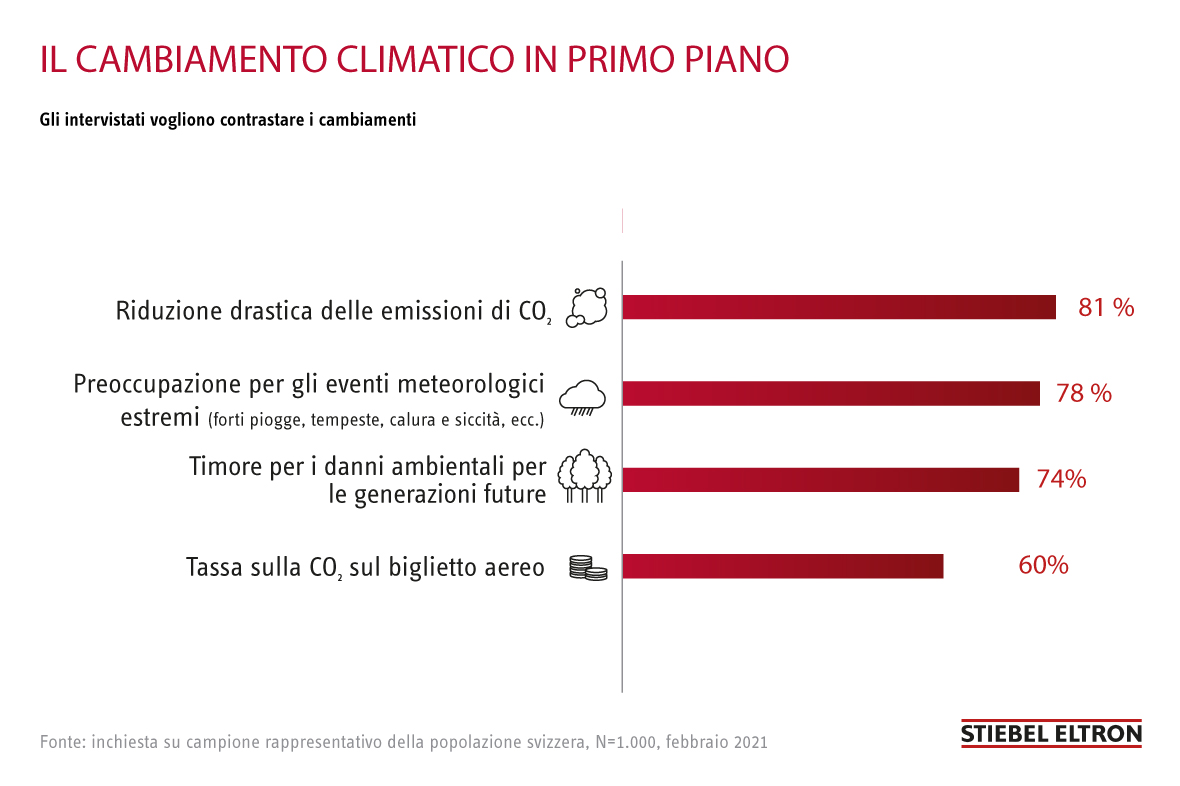 IL CAMBIAMENTO CLIMATICO IN PRIMO PIANO
Gli intervistati vogliono contrastare i cambiamenti
Riduzione drastica delle emissioni di CO₂
81 %
Preoccupazione per gli eventi meteorologici
estremi (forti piogge, tempeste, calura e siccità, ecc.)
78 %
Timore per i danni ambientali per
le generazioni future
74%
Tassa sulla CO₂ sul biglietto aereo
60%
Fonte: inchiesta su campione rappresentativo della popolazione svizzera, N=1.000, febbraio 2021
STIEBEL ELTRON